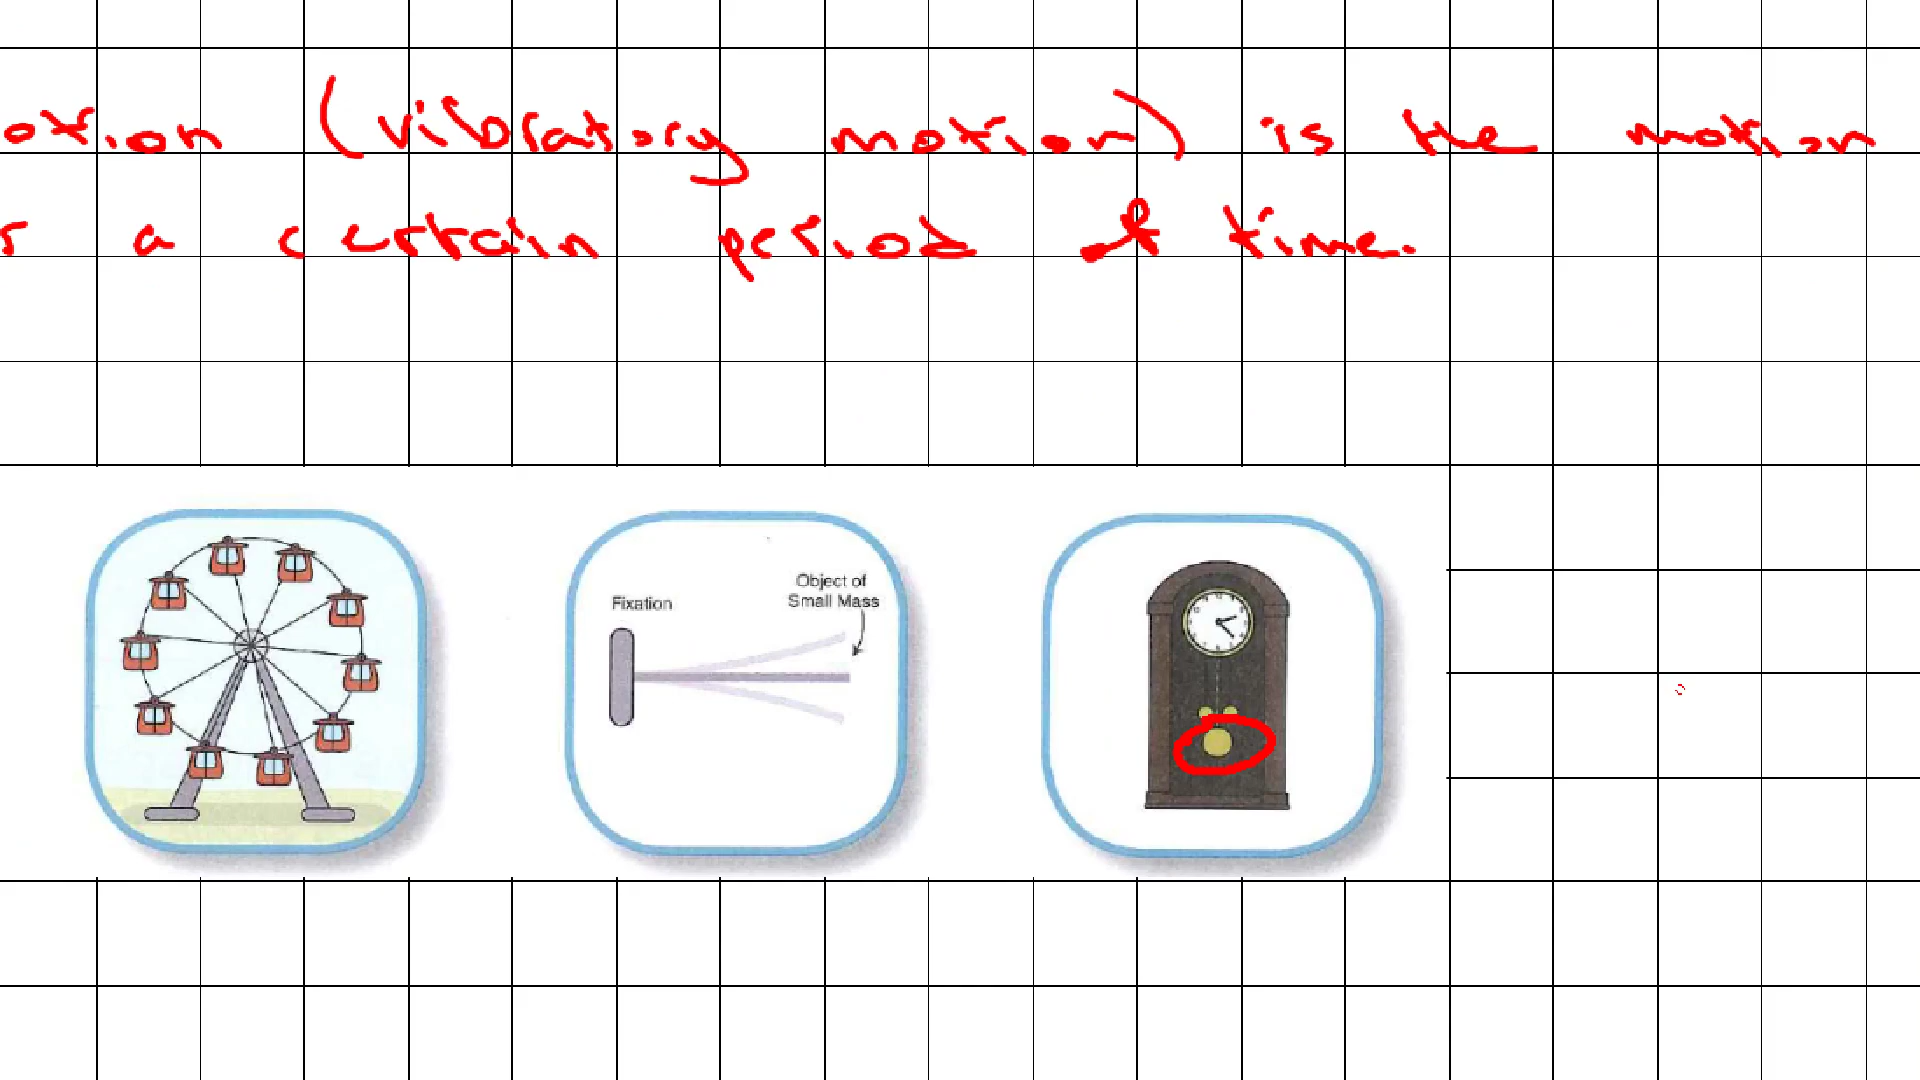 otion (vibratory motion) is the motion
r a certain period of time.
Object of
Small Mass
Fixation